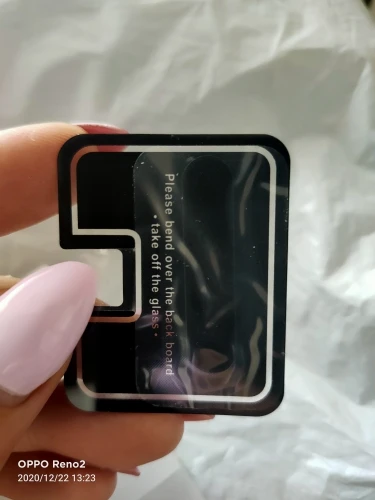 Please bend over the back board
• take off the glass •
OPPO Reno2
2020/12/22 13:23